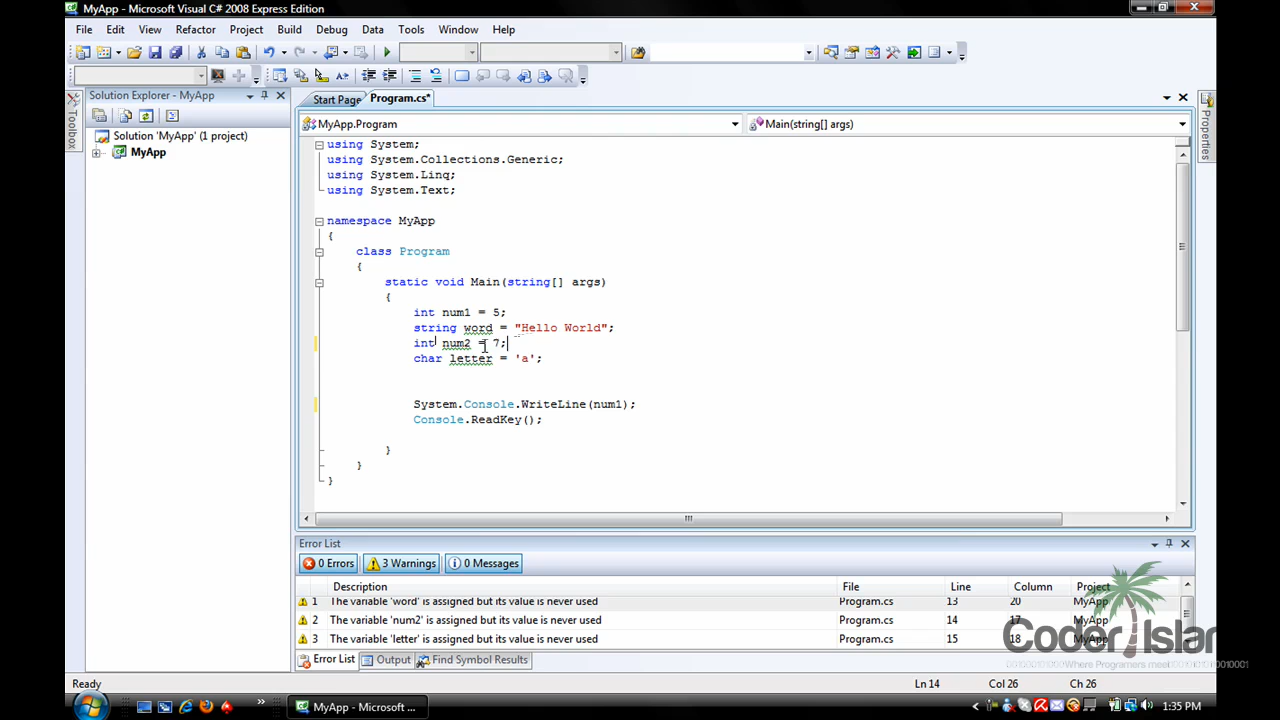 MyApp - Microsoft Visual C# 2008 Express Edition
File Edit View Refactor Project Build Debug Data Tools Window Help
Solution Explorer - MyApp
Start Page Program.cs*
Toolbox
Properties
MyApp.Program Main(string[] args)
Solution 'MyApp' (1 project)
MyApp
using System;
using System.Collections.Generic;
using System.Linq;
using System.Text;
namespace MyApp
{
class Program
{
static void Main(string[] args)
{
int num1 = 5;
string word = "Hello World";
int num2 = 7;
char letter = 'a';
System.Console.WriteLine(num1);
Console.ReadKey();
}
}
}
Error List
0 Errors 3 Warnings 0 Messages
Description File Line Column Project
1 The variable 'word' is assigned but its value is never used Program.cs 13 20 MyApp
2 The variable 'num2' is assigned but its value is never used Program.cs 14 17 MyApp
3 The variable 'letter' is assigned but its value is never used Program.cs 15 18 MyApp
Coder Islan
Where Programers meet
Error List Output Find Symbol Results
Ready Ln 14 Col 26 Ch 26
MyApp - Microsoft ... 1:35 PM